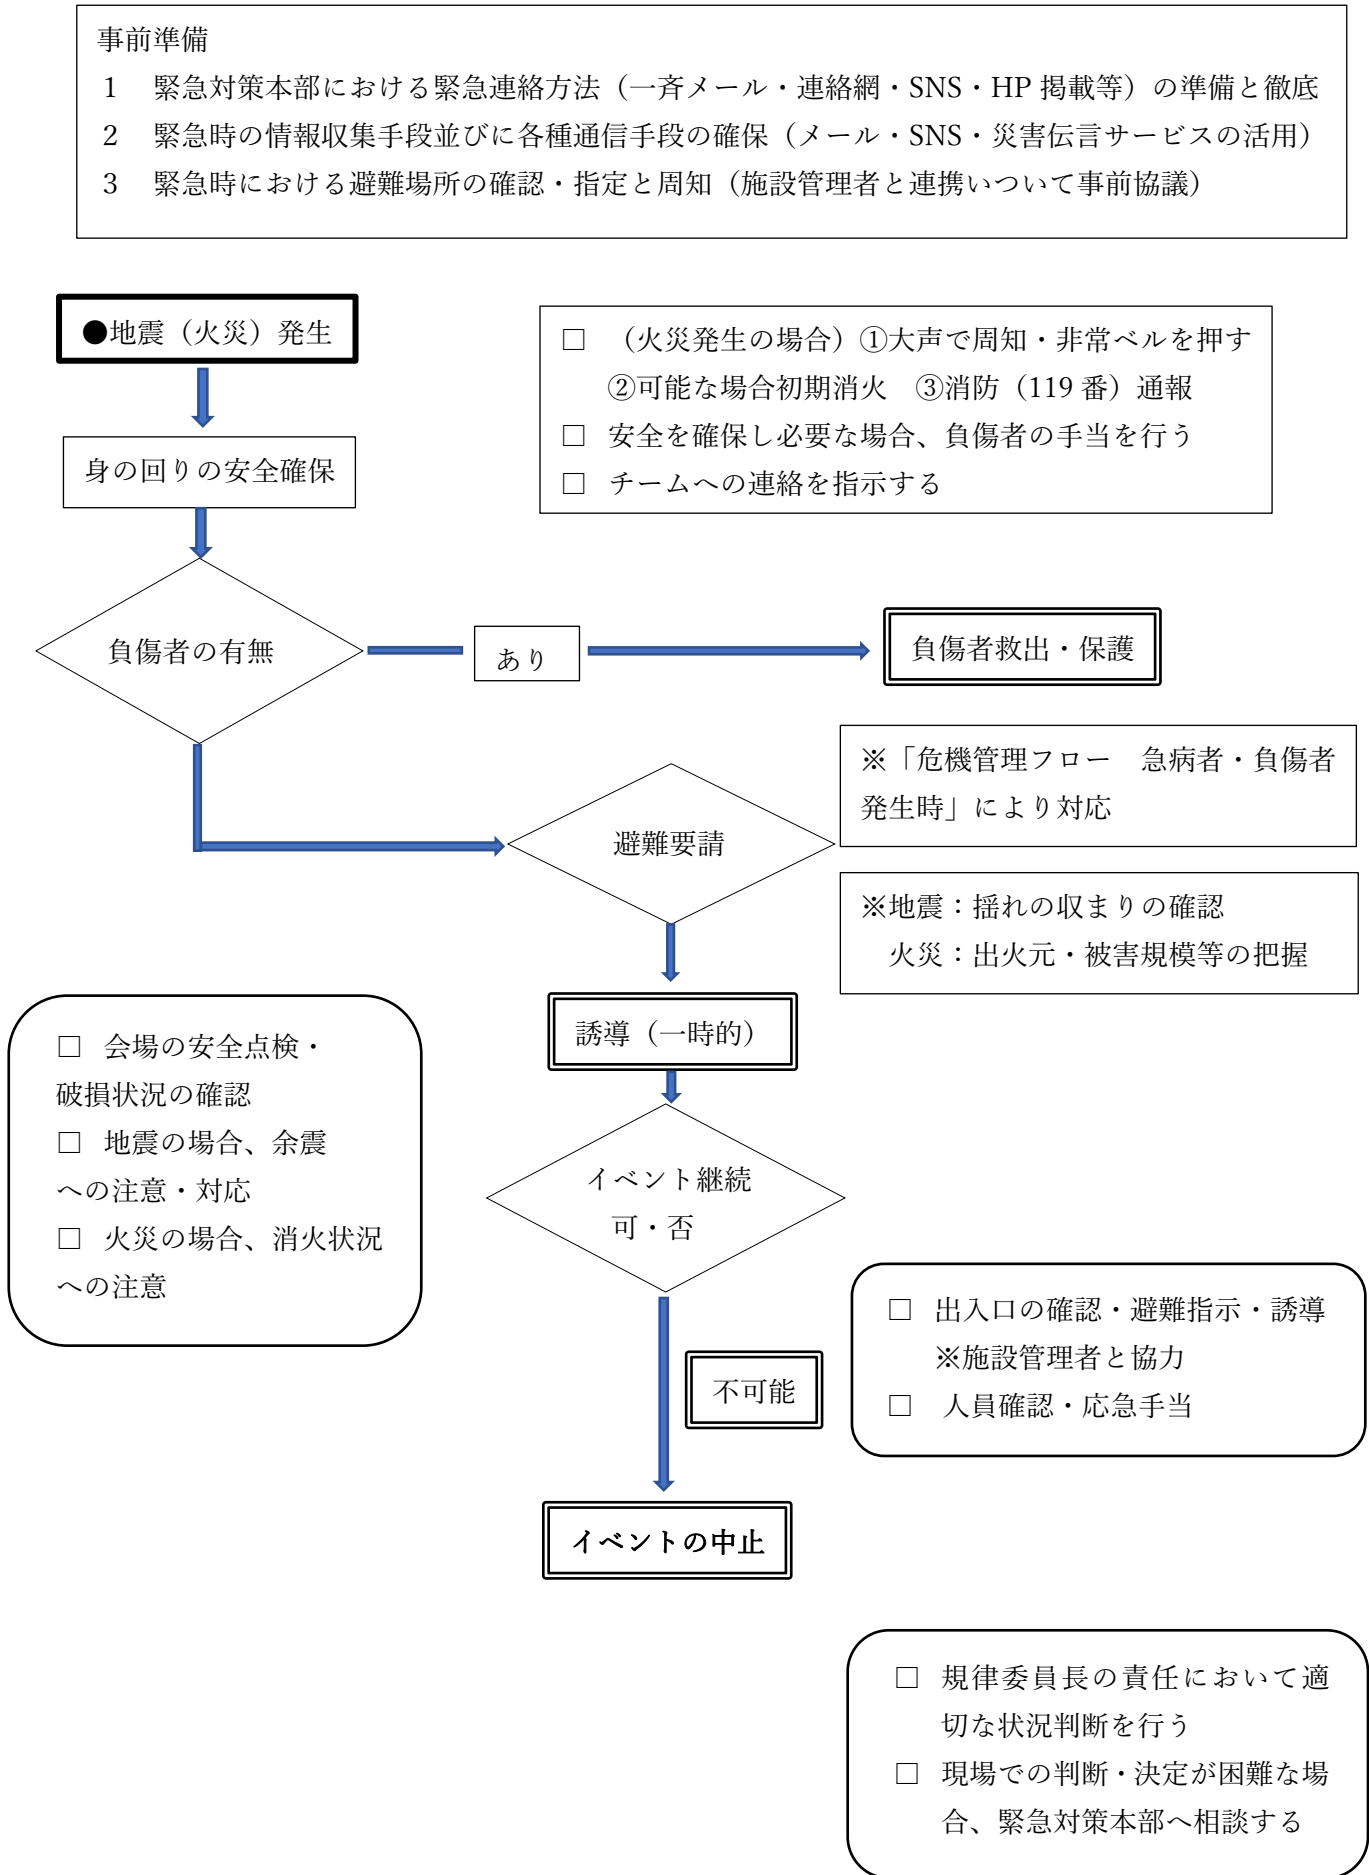 事前準備
1　緊急対策本部における緊急連絡方法（一斉メール・連絡網・SNS・HP 掲載等）の準備と徹底
2　緊急時の情報収集手段並びに各種通信手段の確保（メール・SNS・災害伝言サービスの活用）
3　緊急時における避難場所の確認・指定と周知（施設管理者と連携いついて事前協議）
●地震（火災）発生
□　（火災発生の場合）①大声で周知・非常ベルを押す
②可能な場合初期消火　③消防（119 番）通報
□　安全を確保し必要な場合、負傷者の手当を行う
□　チームへの連絡を指示する
身の回りの安全確保
負傷者の有無
あり
負傷者救出・保護
※「危機管理フロー　急病者・負傷者
発生時」により対応
避難要請
※地震：揺れの収まりの確認
火災：出火元・被害規模等の把握
誘導（一時的）
□　会場の安全点検・
破損状況の確認
□　地震の場合、余震
への注意・対応
□　火災の場合、消火状況
への注意
イベント継続
可・否
□　出入口の確認・避難指示・誘導
※施設管理者と協力
□　人員確認・応急手当
不可能
イベントの中止
□　規律委員長の責任において適
切な状況判断を行う
□　現場での判断・決定が困難な場
合、緊急対策本部へ相談する